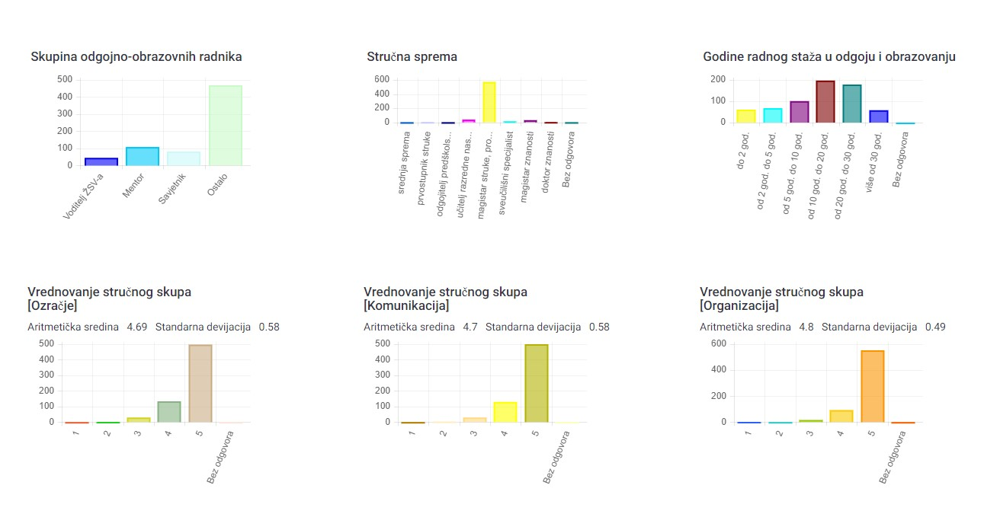 Skupina odgojno-obrazovnih radnika
500
400
300
200
100
0
Voditelj ŽSV-a
Mentor
Savjetnik
Ostalo
Stručna sprema
600
400
200
0
srednja sprema
prvostupnik struke
odgojitelj predškols...
učitelj razredne nas...
magistar struke, pro...
sveučilišni specijalist
magistar znanosti
doktor znanosti
Bez odgovora
Godine radnog staža u odgoju i obrazovanju
200
100
0
do 2 god.
od 2 god. do 5 god.
od 5 god. do 10 god.
od 10 god. do 20 god.
od 20 god. do 30 god.
više od 30 god.
Bez odgovora
Vrednovanje stručnog skupa
[Ozračje]
Aritmetička sredina 4.69 Standarna devijacija 0.58
500
400
300
200
100
0
1
2
3
4
5
Bez odgovora
Vrednovanje stručnog skupa
[Komunikacija]
Aritmetička sredina 4.7 Standarna devijacija 0.58
500
400
300
200
100
0
1
2
3
4
5
Bez odgovora
Vrednovanje stručnog skupa
[Organizacija]
Aritmetička sredina 4.8 Standarna devijacija 0.49
600
400
200
0
1
2
3
4
5
Bez odgovora